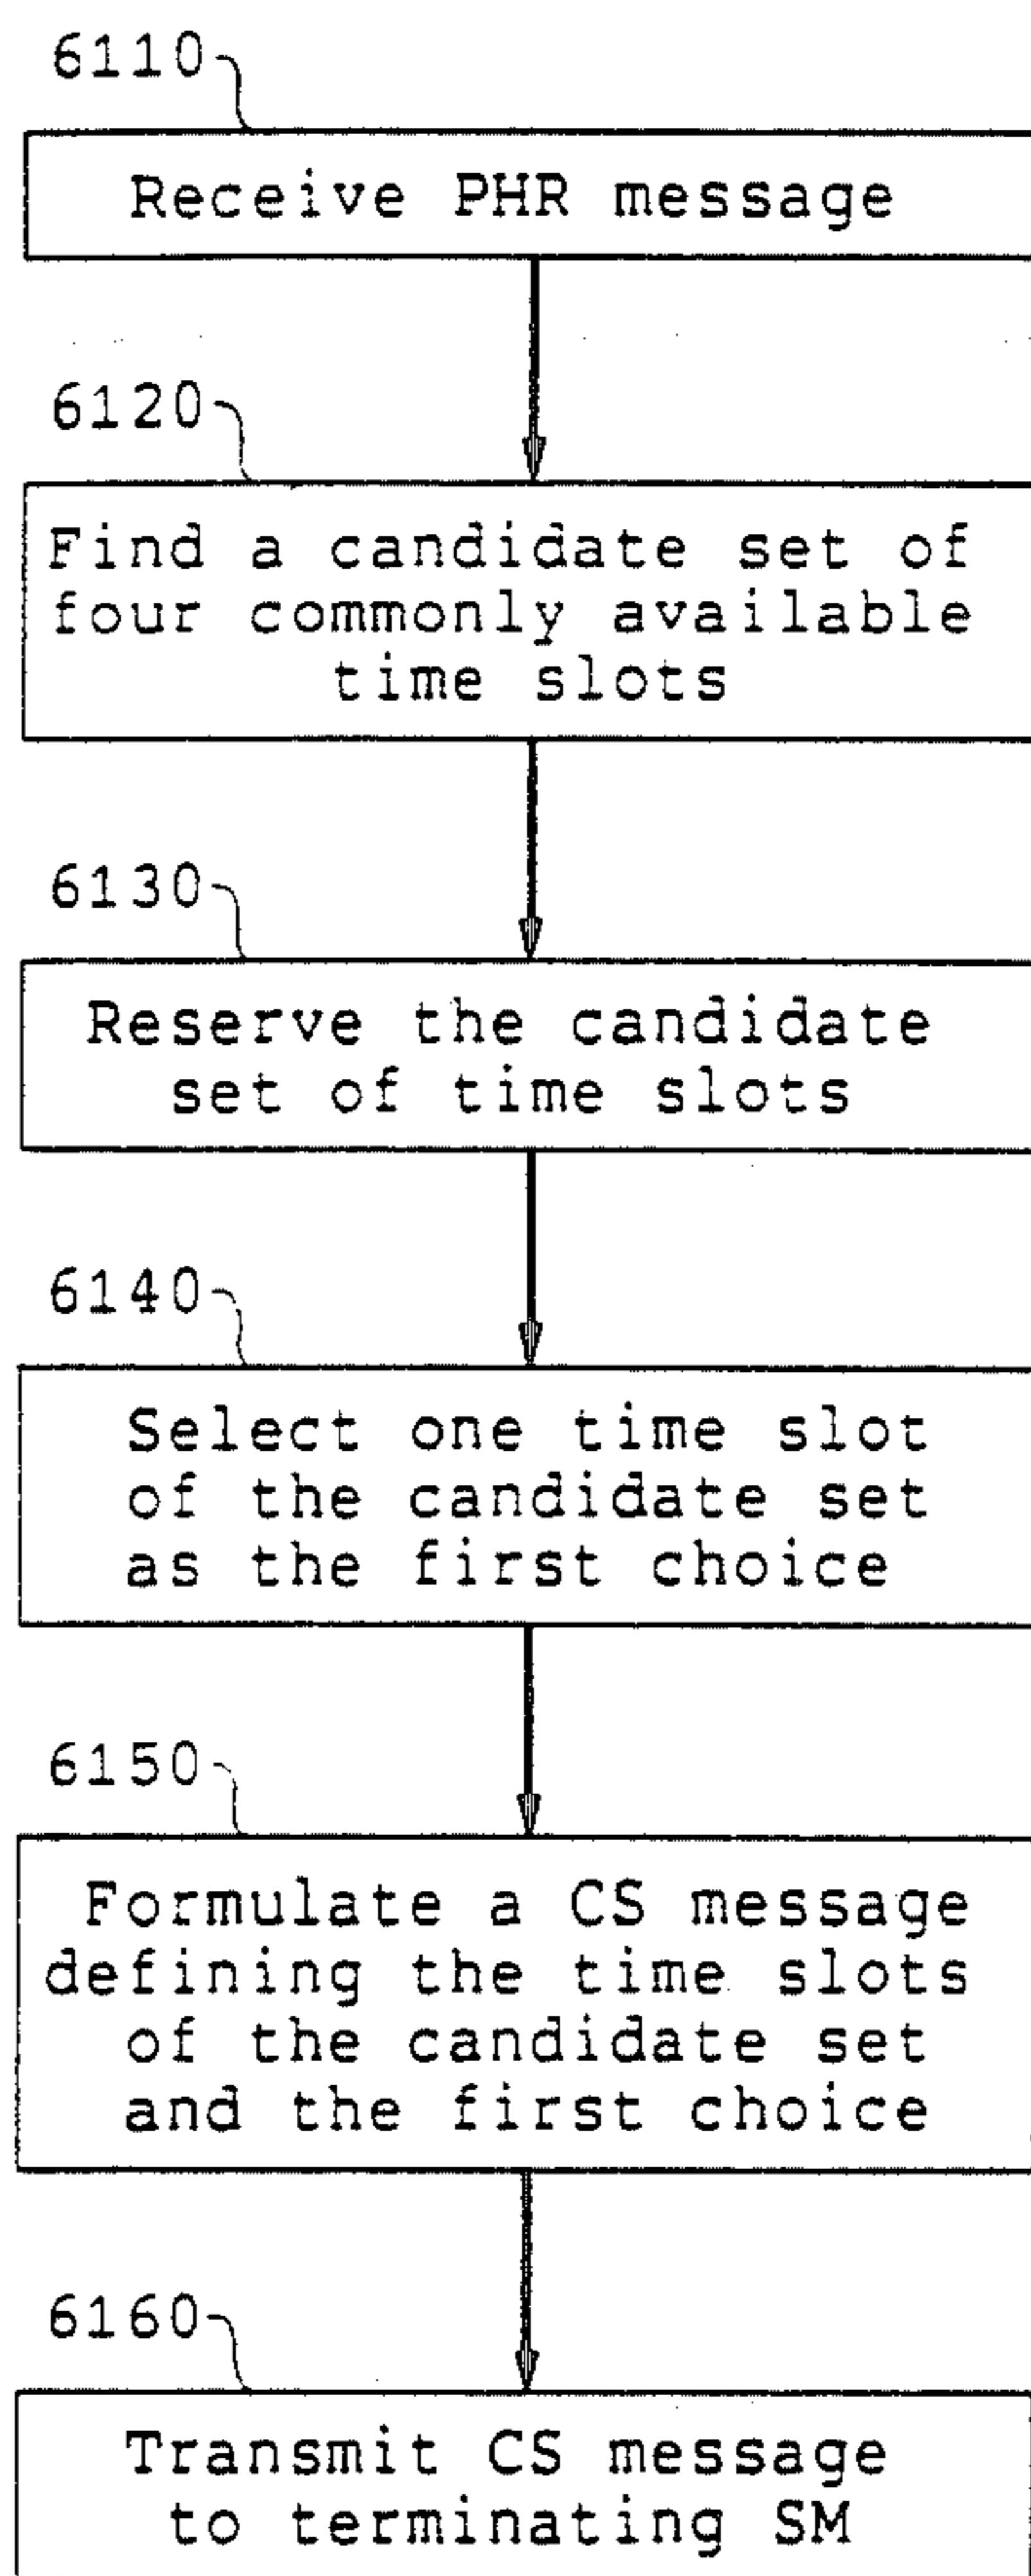 6110
Receive PHR message
6120
Find a candidate set of
four commonly available
time slots
6130
Reserve the candidate
set of time slots
6140
Select one time slot
of the candidate set
as the first choice
6150
Formulate a CS message
defining the time slots
of the candidate set
and the first choice
6160
Transmit CS message
to terminating SM